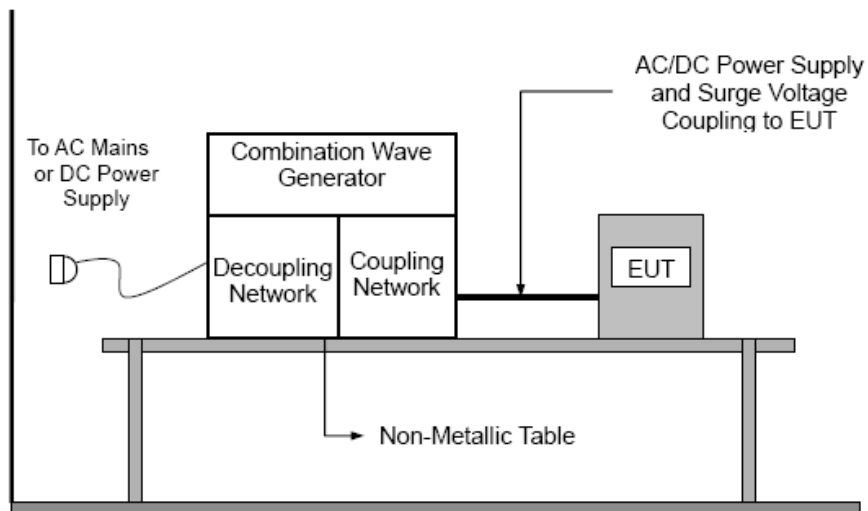 AC/DC Power Supply
and Surge Voltage
Coupling to EUT
To AC Mains
or DC Power
Supply
Combination Wave
Generator
Decoupling
Network
Coupling
Network
EUT
Non-Metallic Table